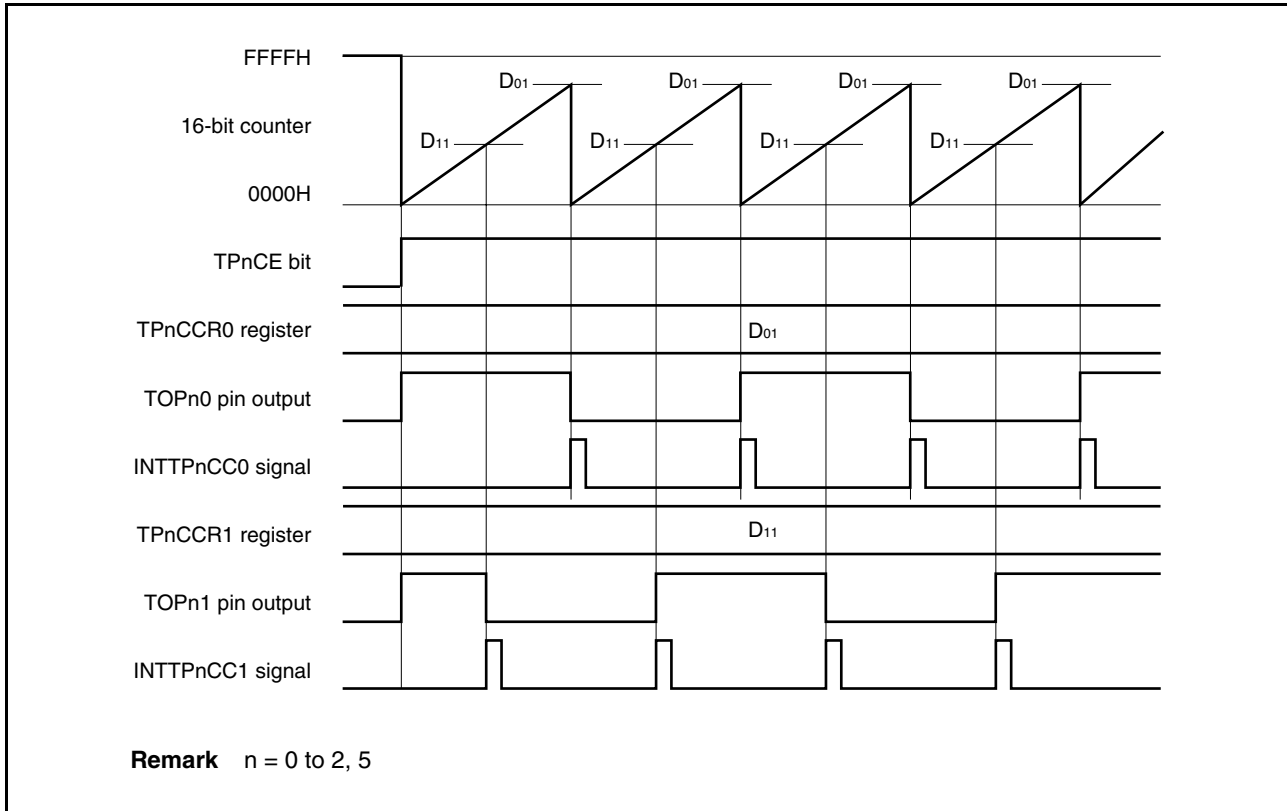 FFFFH
D01 D01 D01 D01
16-bit counter
D11 D11 D11 D11
0000H
TPnCE bit
TPnCCR0 register
D01
TOPn0 pin output
INTTPnCC0 signal
TPnCCR1 register
D11
TOPn1 pin output
INTTPnCC1 signal
Remark n = 0 to 2, 5